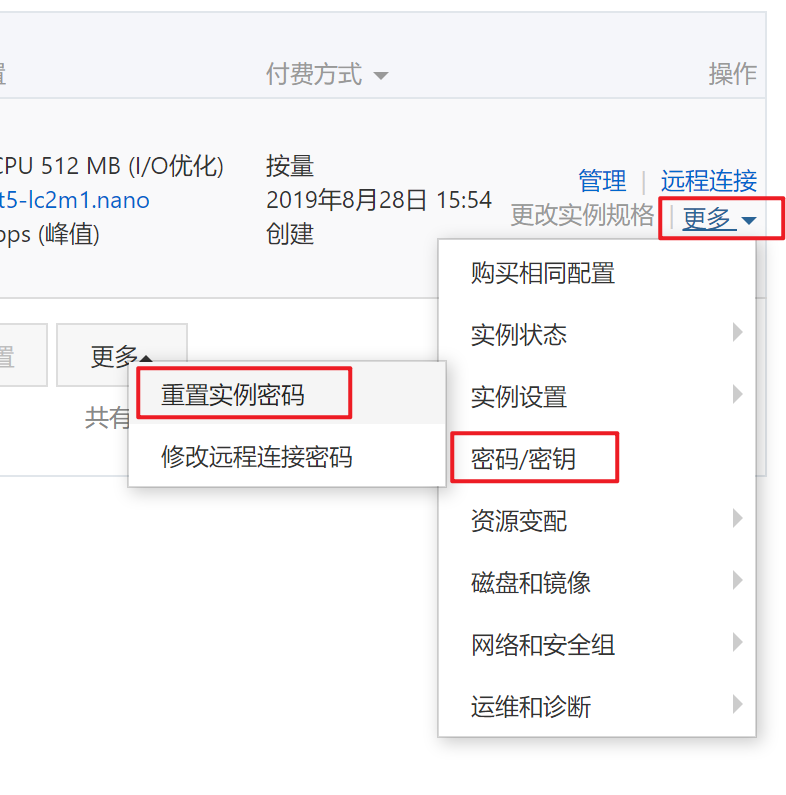 置
付费方式
操作
CPU 512 MB (I/O优化)
t5-lc2m1.nano
bps (峰值)
按量
2019年8月28日 15:54
创建
管理 | 远程连接
更改实例规格 | 更多
购买相同配置
实例状态
实例设置
密码/密钥
资源变配
磁盘和镜像
网络和安全组
运维和诊断
置
更多
共有
重置实例密码
修改远程连接密码